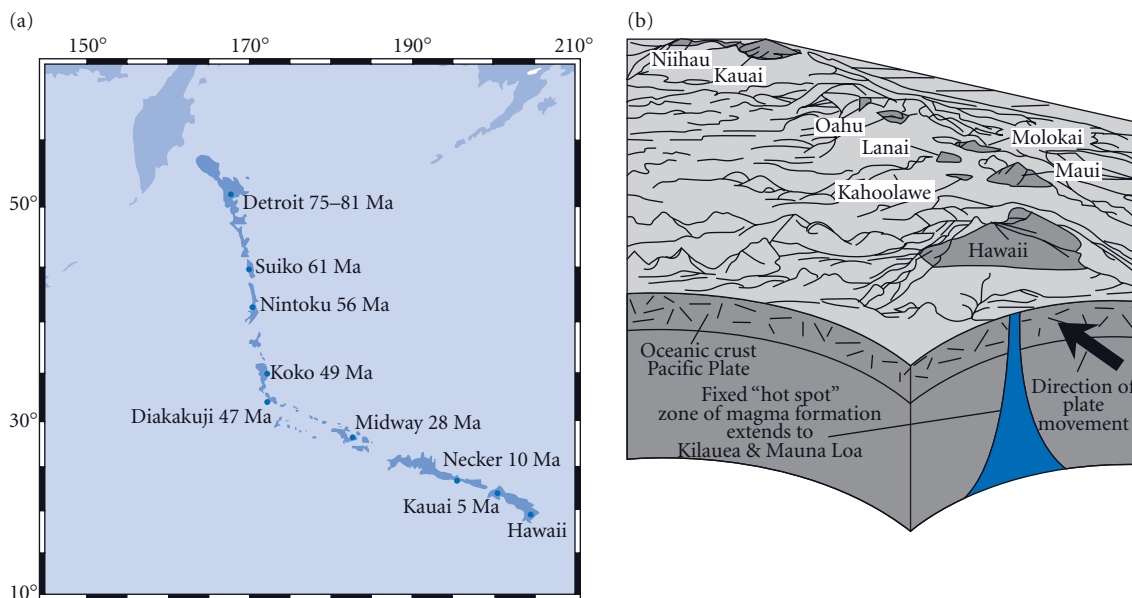 (a)
150°
170°
190°
210°
50°
30°
10°
Detroit 75–81 Ma
Suiko 61 Ma
Nintoku 56 Ma
Koko 49 Ma
Diakakuji 47 Ma
Midway 28 Ma
Necker 10 Ma
Kauai 5 Ma
Hawaii
(b)
Niihau
Kauai
Oahu
Lanai
Molokai
Maui
Kahoolawe
Hawaii
Oceanic crust
Pacific Plate
Fixed “hot spot”
zone of magma formation
extends to
Kilauea & Mauna Loa
Direction of
plate
movement